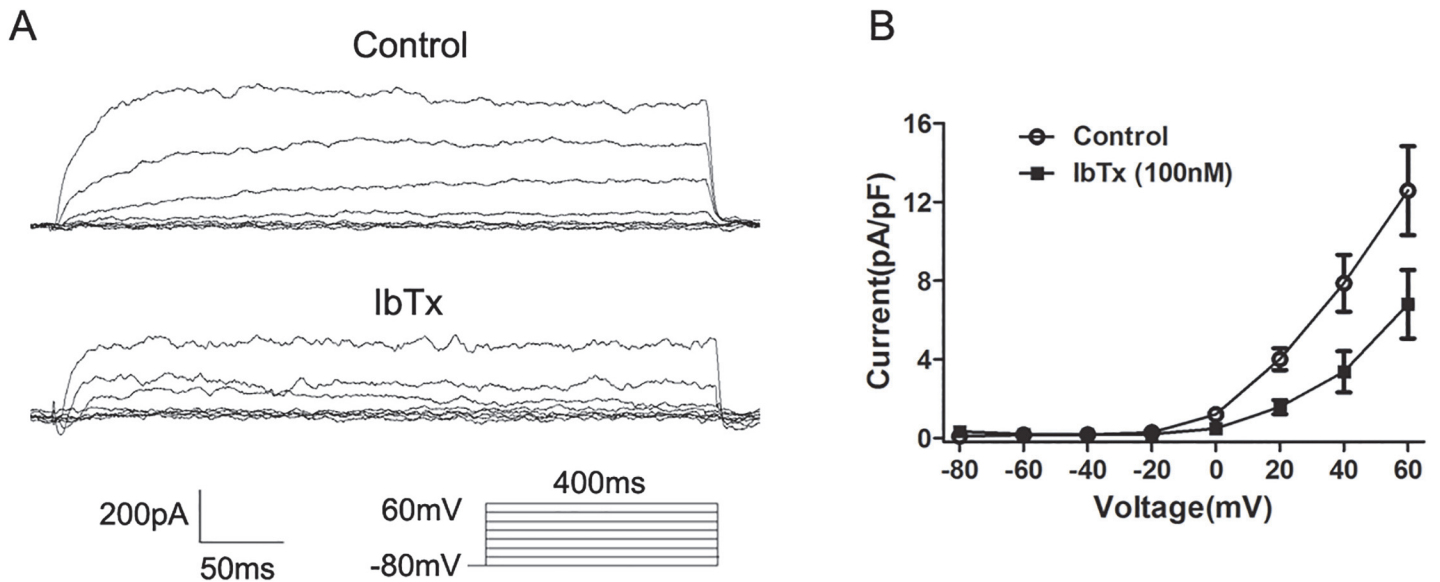 A
Control
IbTx
200pA
50ms
400ms
60mV
-80mV
B
Control
IbTx (100nM)
Current(pA/pF)
16
12
8
4
0
-80 -60 -40 -20 0 20 40 60
Voltage(mV)